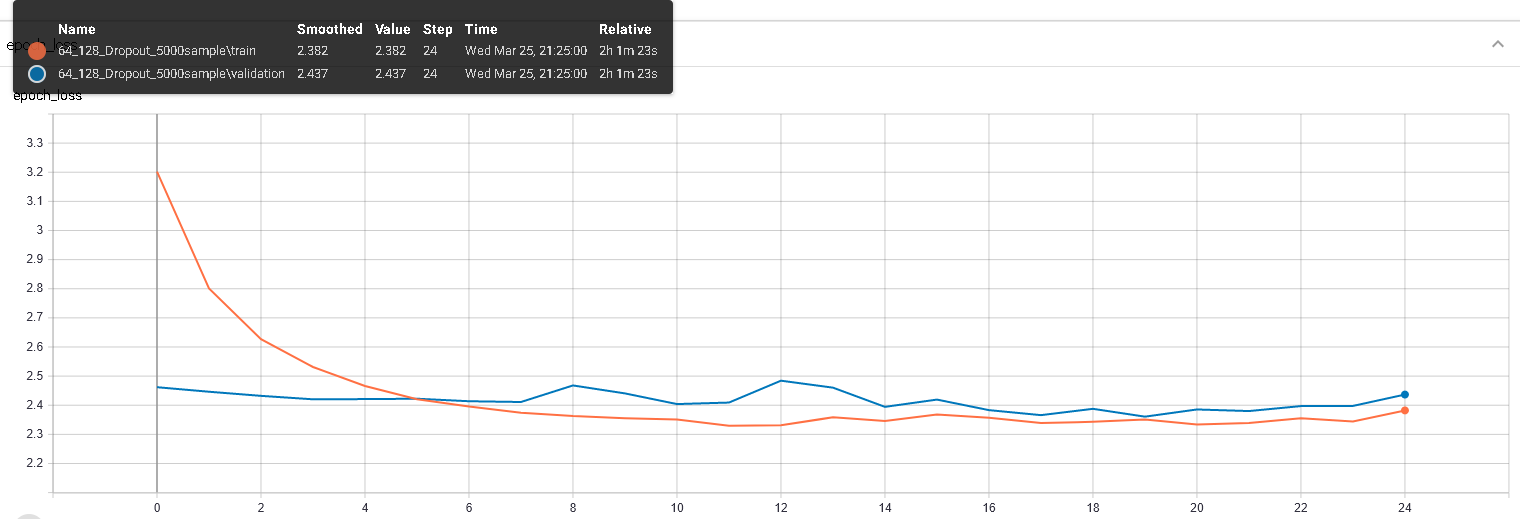 Name Smoothed Value Step Time Relative
epoch_loss
64_128_Dropout_5000sample\train 2.382 2.382 24 Wed Mar 25, 21:25:00 2h 1m 23s
64_128_Dropout_5000sample\validation 2.437 2.437 24 Wed Mar 25, 21:25:00 2h 1m 23s
epoch_loss
3.3
3.2
3.1
3
2.9
2.8
2.7
2.6
2.5
2.4
2.3
2.2
0 2 4 6 8 10 12 14 16 18 20 22 24